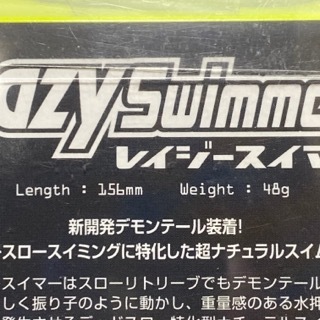 azy Swimme
レイジースイマ
Length : 156mm Weight : 48g
新開発デモンテール装着!
ースロースイミングに特化した超ナチュラルスイム
スイマーはスローリトリーブでもデモンテール
しく振り子のように動かし、重量感のある水押